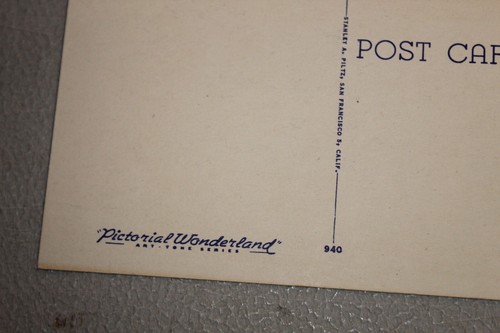 POST CAR
STANLEY A. PILTZ, SAN FRANCISCO 5, CALIF.
"Pictorial Wonderland"
ART-TONE SERIES
940